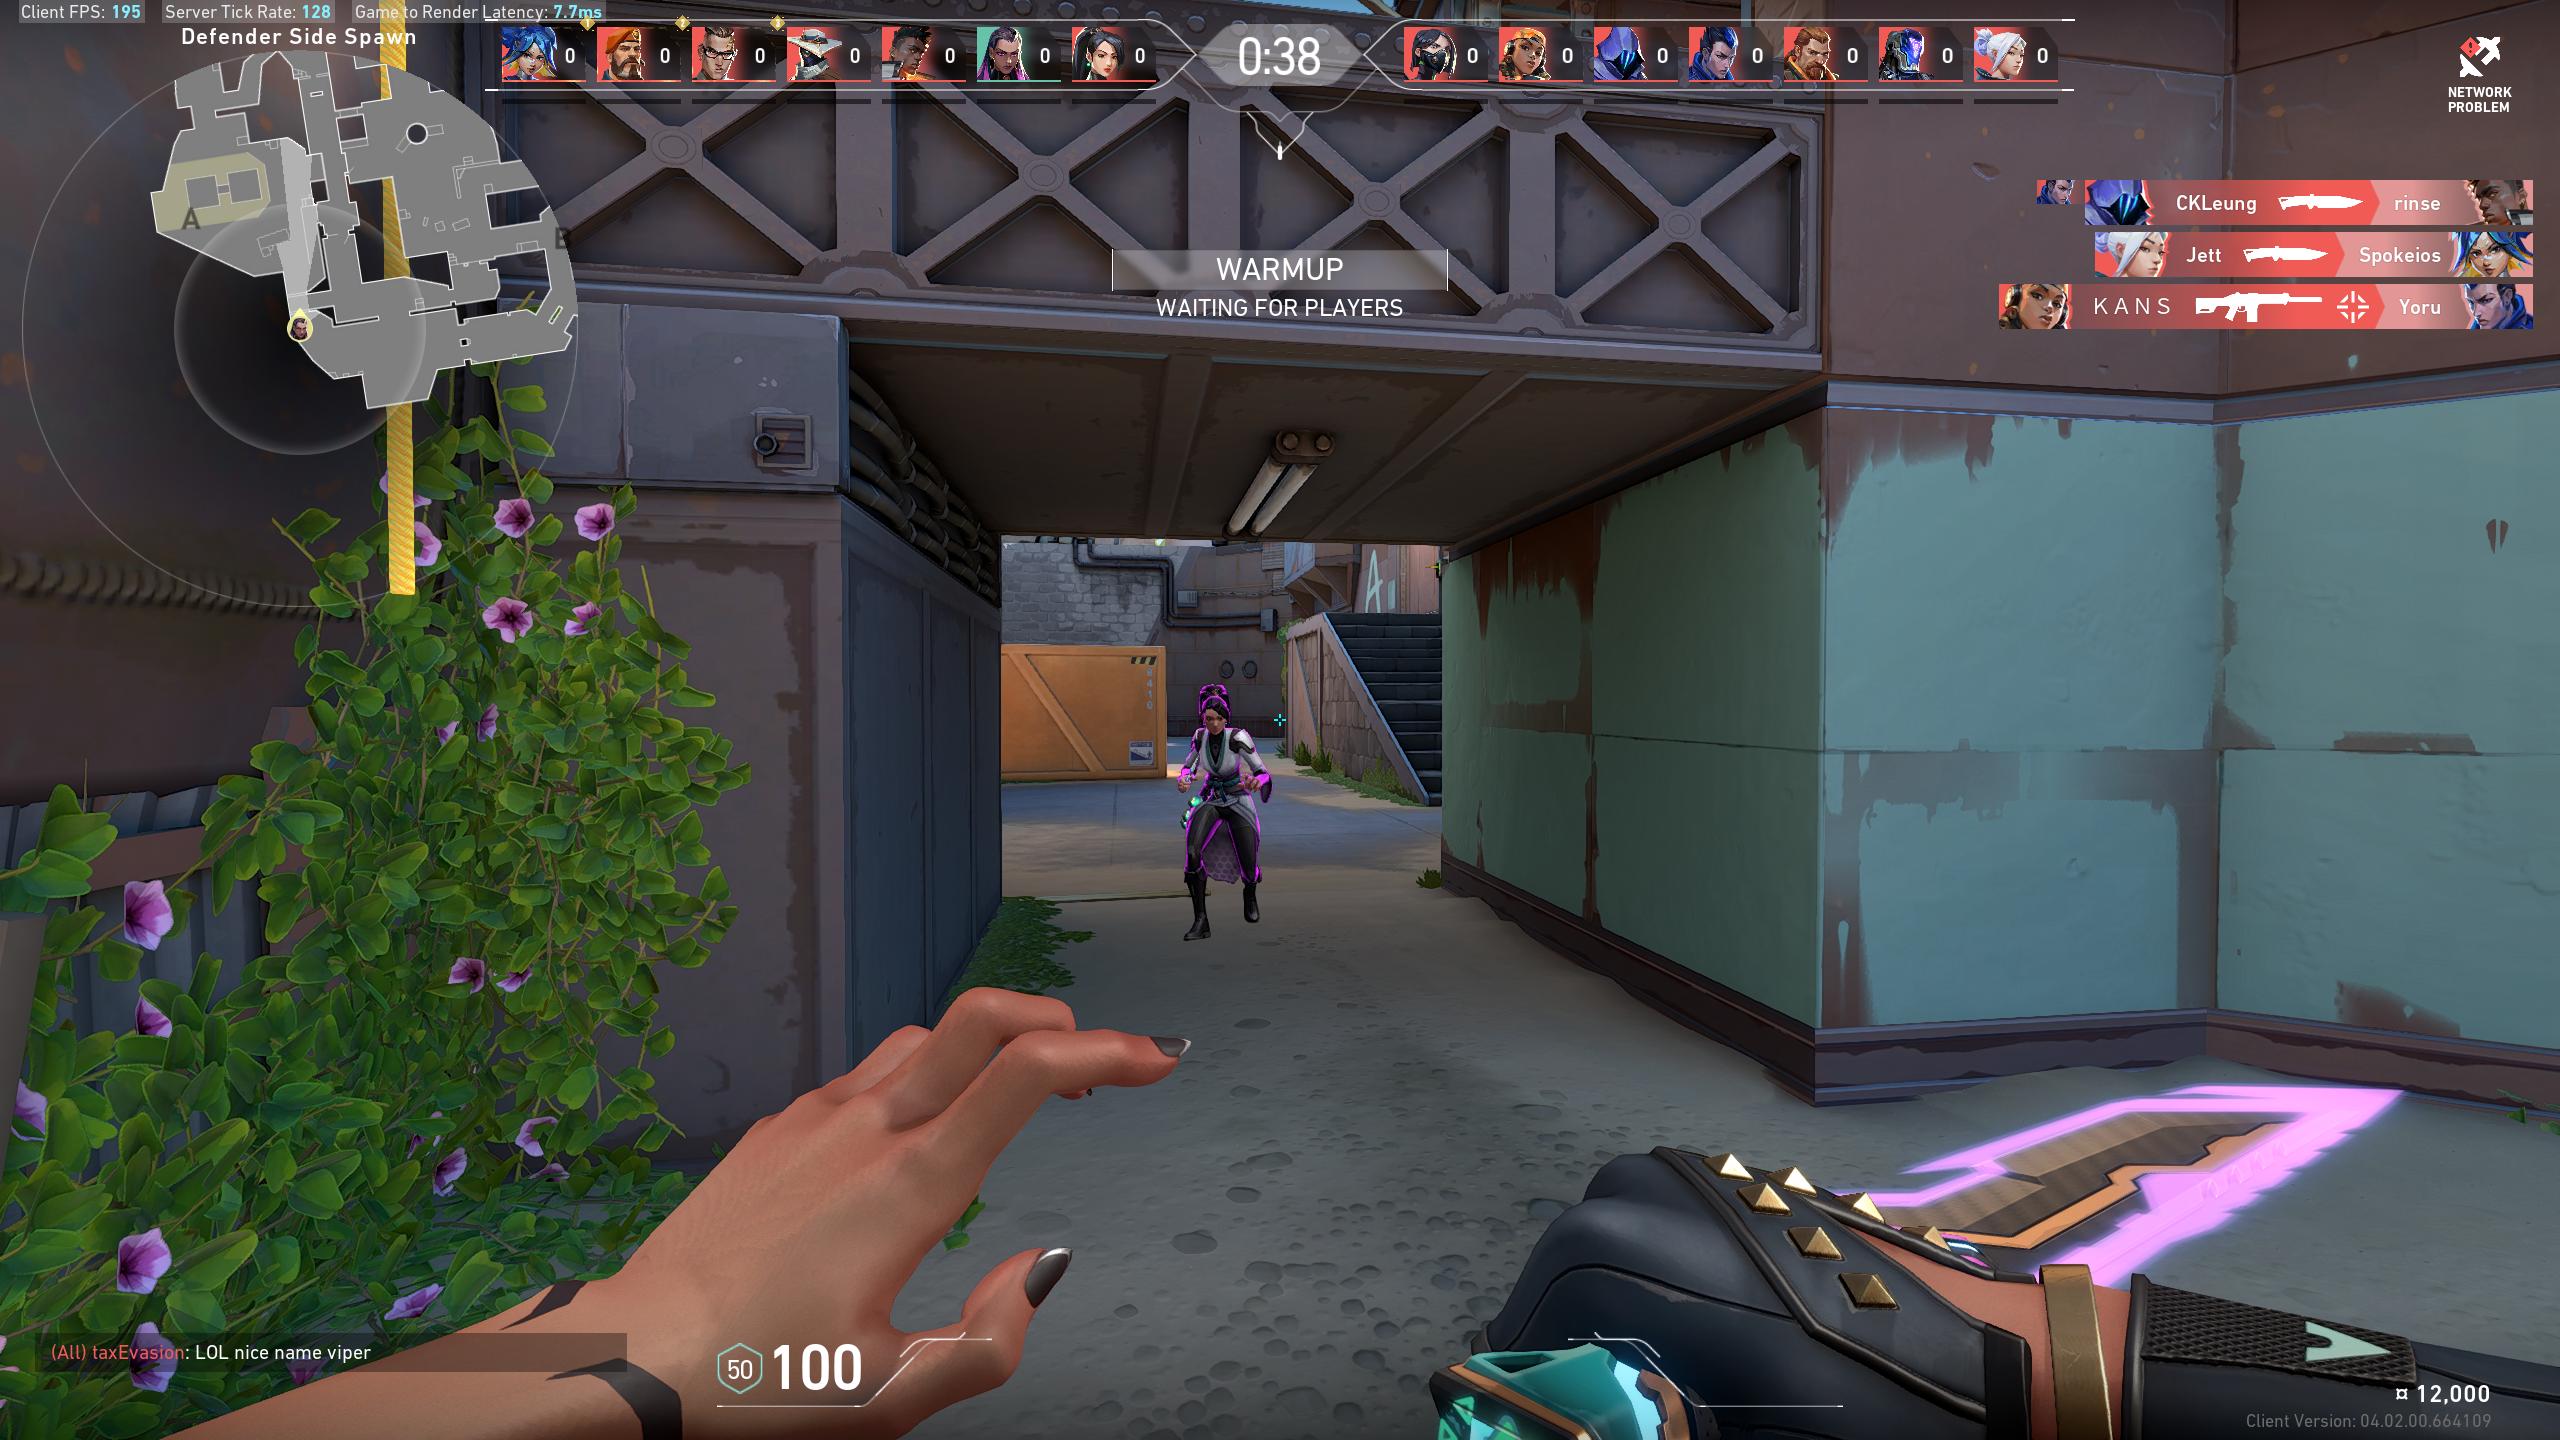 Client FPS: 195 Server Tick Rate: 128 Game to Render Latency: 7.7ms
Defender Side Spawn
0 0 0 0 0 0 0 0:38 0 0 0 0 0 0 0
NETWORK
PROBLEM
A
B
CKLeung rinse
Jett Spokeios
KANS Yoru
WARMUP
WAITING FOR PLAYERS
A
(All) taxEvasion: LOL nice name viper
50 100
¤ 12,000
Client Version: 04.02.00.664109